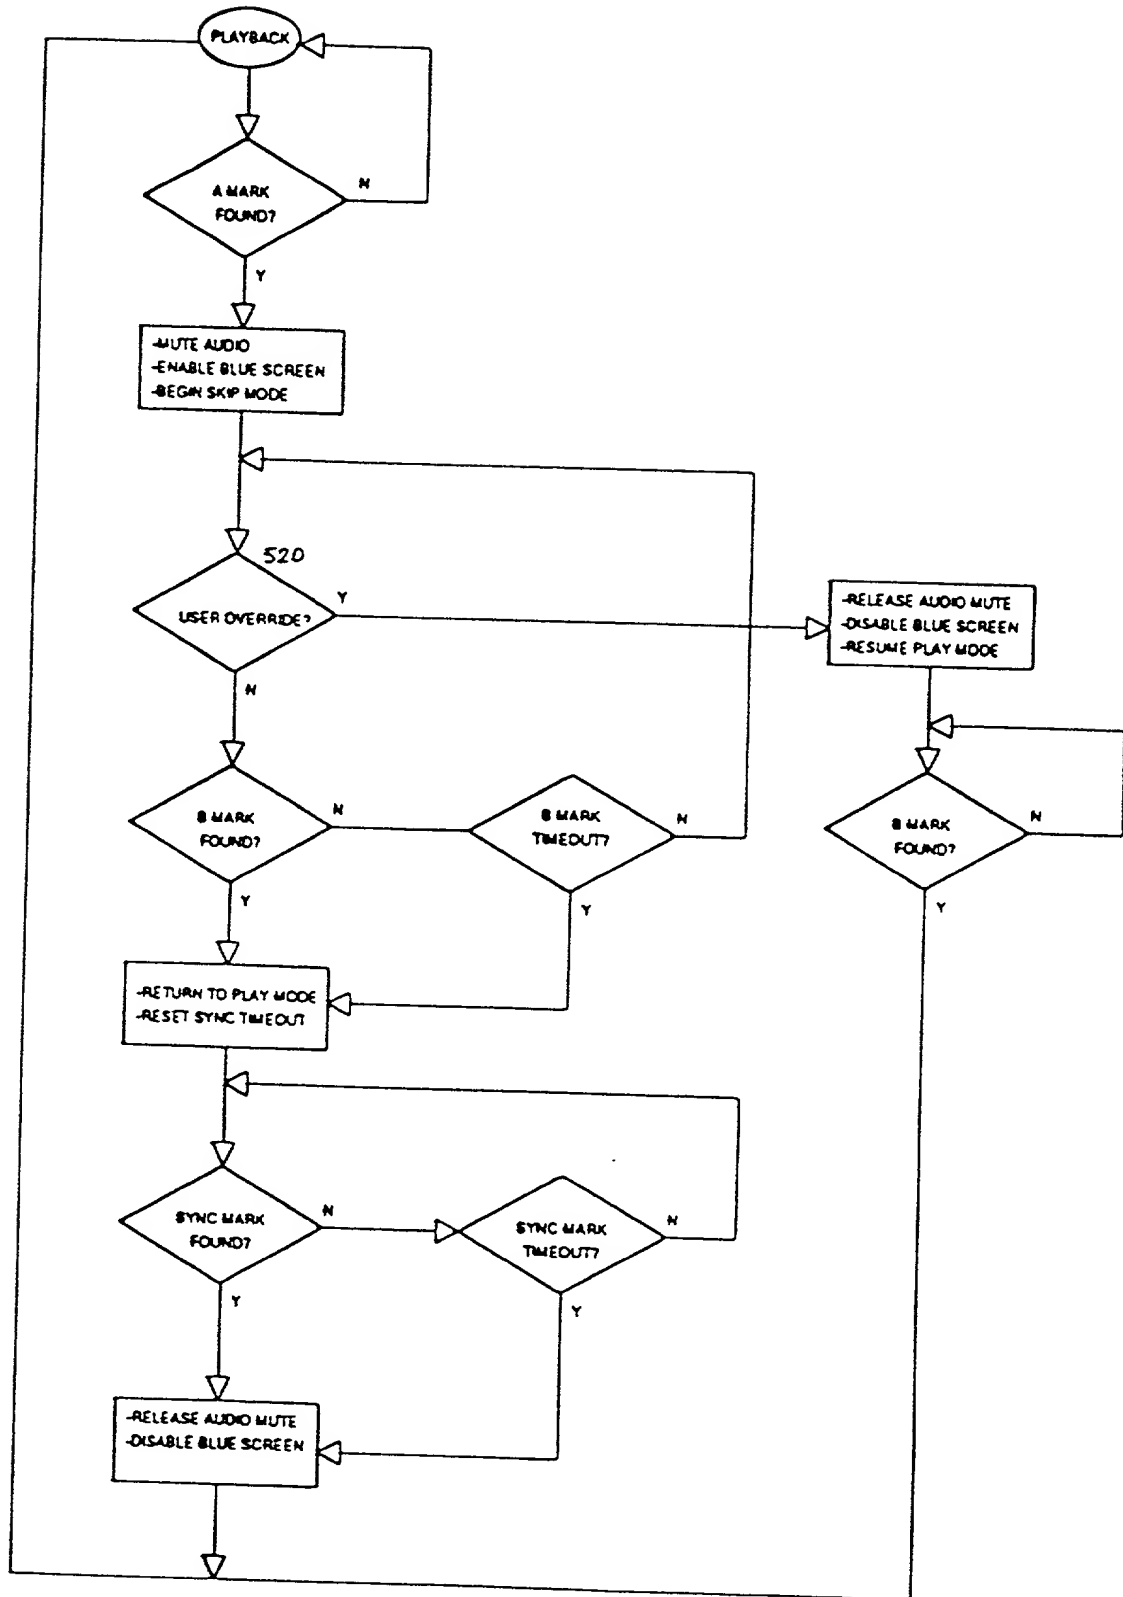 PLAYBACK
A MARK
FOUND?
N
Y
-MUTE AUDIO
-ENABLE BLUE SCREEN
-BEGIN SKIP MODE
520
USER OVERRIDE?
Y
N
-RELEASE AUDIO MUTE
-DISABLE BLUE SCREEN
-RESUME PLAY MODE
B MARK
FOUND?
N
Y
B MARK
TIMEOUT?
N
Y
B MARK
FOUND?
N
Y
-RETURN TO PLAY MODE
-RESET SYNC TIMEOUT
SYNC MARK
FOUND?
N
Y
SYNC MARK
TIMEOUT?
N
Y
-RELEASE AUDIO MUTE
-DISABLE BLUE SCREEN